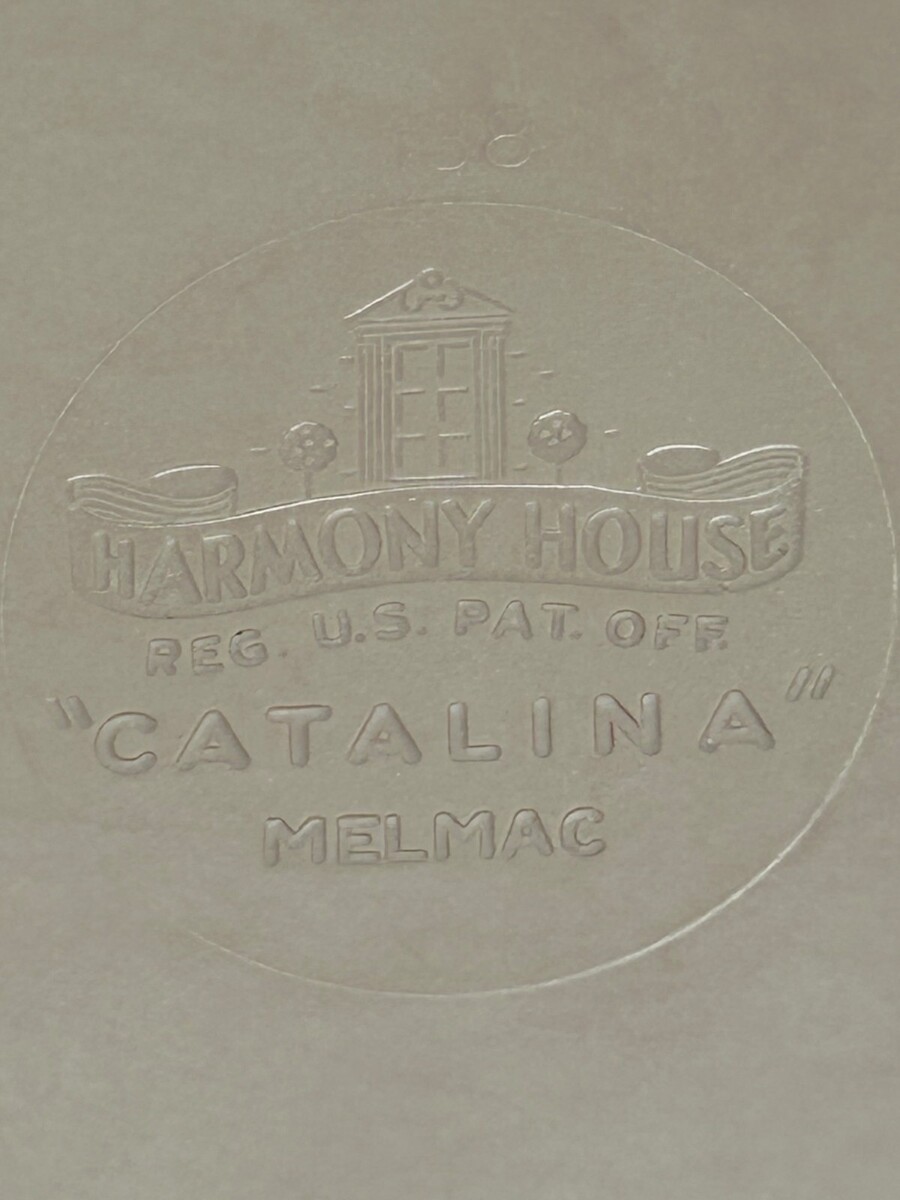 HARMONY HOUSE
REG. U.S. PAT. OFF.
"CATALINA"
MELMAC